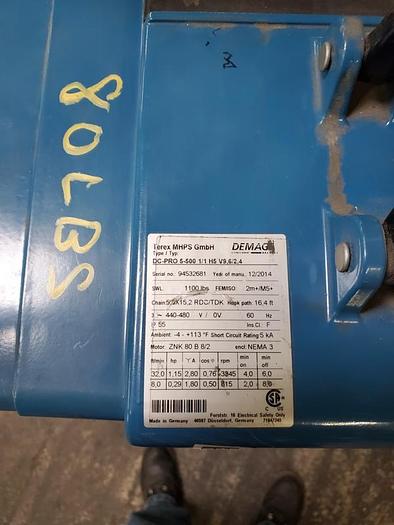 80LBS
Terex MHPS GmbH DEMAG
Type / Typ:
DC-PRO 5-500 1/1 H5 V9,6/2,4
Serial no. 94532681 Year of manu. 12/2014
SWL 1100 lbs FEM/ISO 2m+/M5+
Chain 5,3X15,2 RDC/TDK Hook path: 16,4 ft
3 ~ 440-480 V / 0V 60 Hz
IP 55 Ins.Cl. F
Ambient -4 - +113 °F Short Circuit Rating 5 kA
Motor: ZNK 80 B 8/2 encl: NEMA 3
ft/min hp A cos φ rpm min on min off
32,0 1,15 2,80 0,76 3345 4,0 6,0
8,0 0,29 1,80 0,50 815 2,0 8,0
Forststr. 16 Electrical Safety Only
Made in Germany 40597 Düsseldorf, Germany